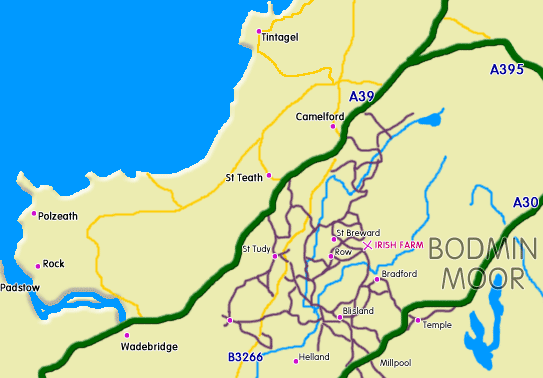 Tintagel
A395
A39
Camelford
St Teath
A30
Polzeath
St Breward
IRISH FARM
BODMIN
MOOR
St Tudy
Row
Rock
Bradford
Padstow
Blisland
Temple
Wadebridge
B3266
Helland
Millpool